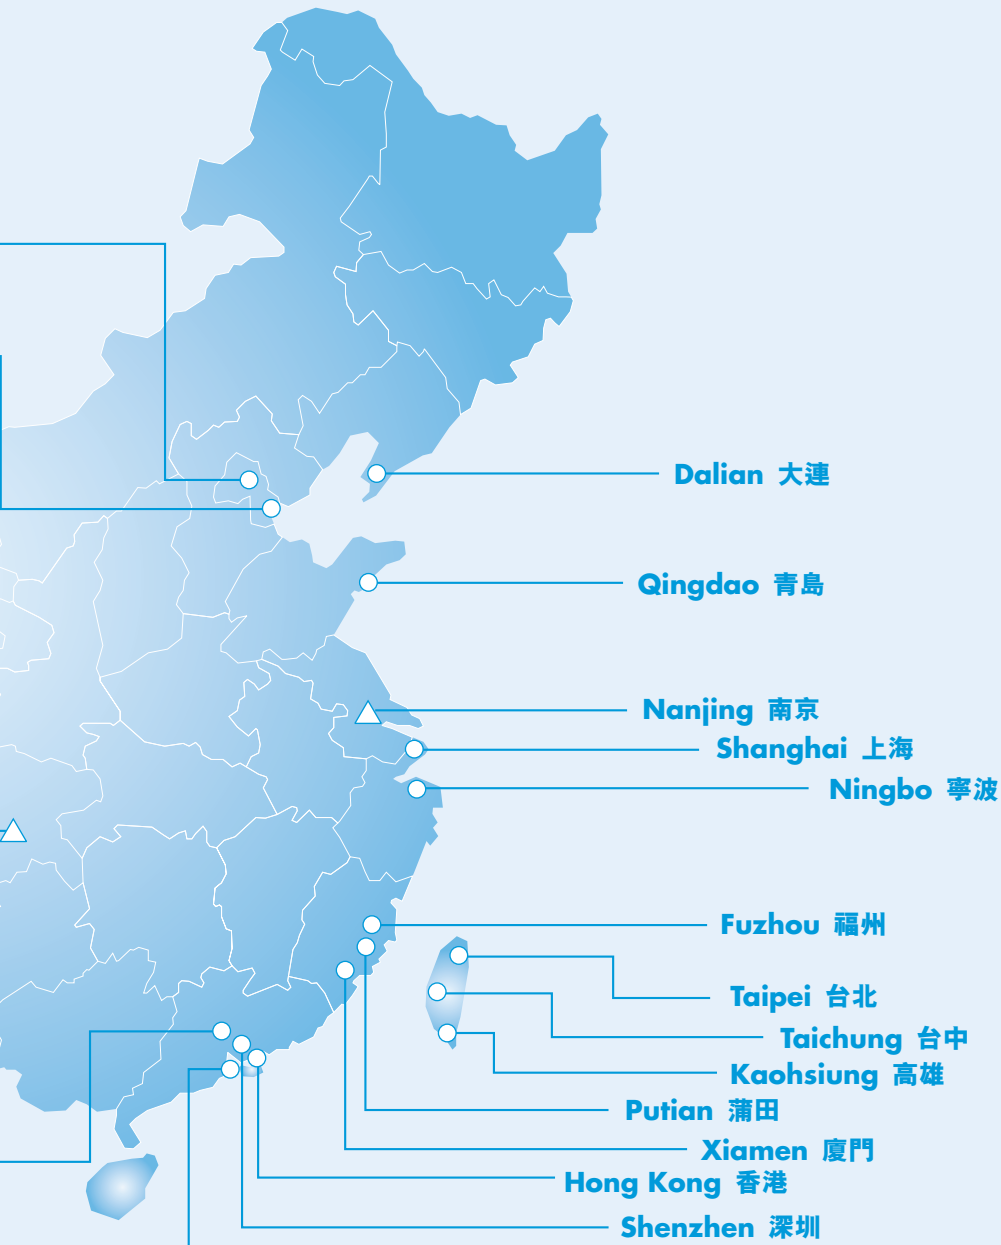 Dalian 大連
Qingdao 青島
Nanjing 南京
Shanghai 上海
Ningbo 寧波
Fuzhou 福州
Taipei 台北
Taichung 台中
Kaohsiung 高雄
Putian 蒲田
Xiamen 廈門
Hong Kong 香港
Shenzhen 深圳